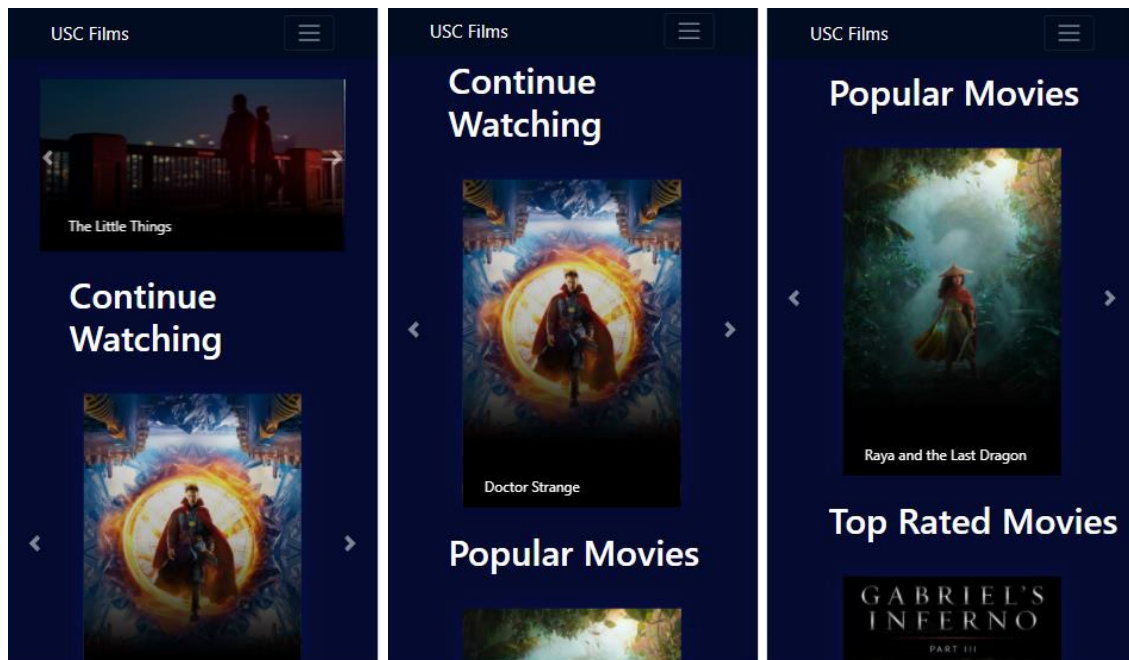 USC Films
The Little Things
Continue
Watching
USC Films
Continue
Watching
Doctor Strange
Popular Movies
USC Films
Popular Movies
Raya and the Last Dragon
Top Rated Movies
GABRIEL'S
INFERNO
PART III